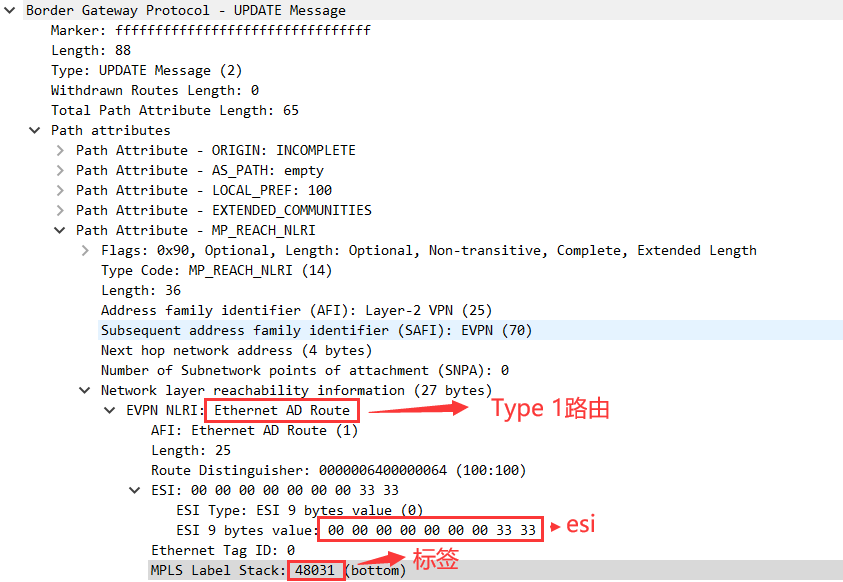 Border Gateway Protocol - UPDATE Message
Marker: ffffffffffffffffffffffffffffffff
Length: 88
Type: UPDATE Message (2)
Withdrawn Routes Length: 0
Total Path Attribute Length: 65
Path attributes
Path Attribute - ORIGIN: INCOMPLETE
Path Attribute - AS_PATH: empty
Path Attribute - LOCAL_PREF: 100
Path Attribute - EXTENDED_COMMUNITIES
Path Attribute - MP_REACH_NLRI
Flags: 0x90, Optional, Length: Optional, Non-transitive, Complete, Extended Length
Type Code: MP_REACH_NLRI (14)
Length: 36
Address family identifier (AFI): Layer-2 VPN (25)
Subsequent address family identifier (SAFI): EVPN (70)
Next hop network address (4 bytes)
Number of Subnetwork points of attachment (SNPA): 0
Network layer reachability information (27 bytes)
EVPN NLRI: Ethernet AD Route Type 1路由
AFI: Ethernet AD Route (1)
Length: 25
Route Distinguisher: 0000006400000064 (100:100)
ESI: 00 00 00 00 00 00 00 33 33
ESI Type: ESI 9 bytes value (0)
ESI 9 bytes value: 00 00 00 00 00 00 00 33 33 esi
Ethernet Tag ID: 0
MPLS Label Stack: 48031 (bottom) 标签